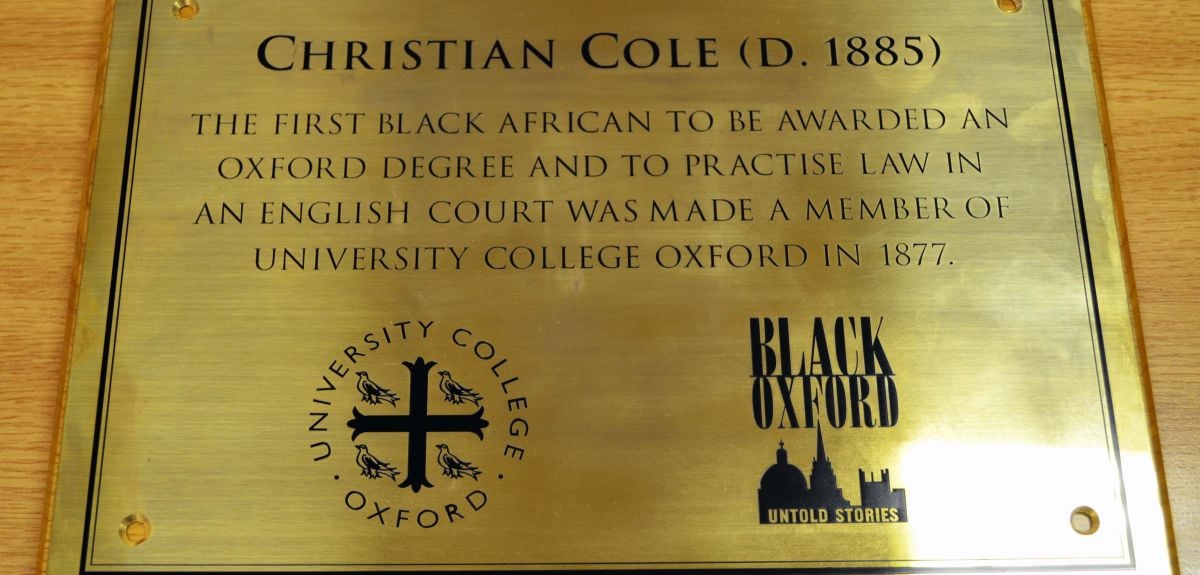 CHRISTIAN COLE (D. 1885)
THE FIRST BLACK AFRICAN TO BE AWARDED AN
OXFORD DEGREE AND TO PRACTISE LAW IN
AN ENGLISH COURT WAS MADE A MEMBER OF
UNIVERSITY COLLEGE OXFORD IN 1877.
UNIVERSITY COLLEGE
· OXFORD ·
BLACK
OXFORD
UNTOLD STORIES